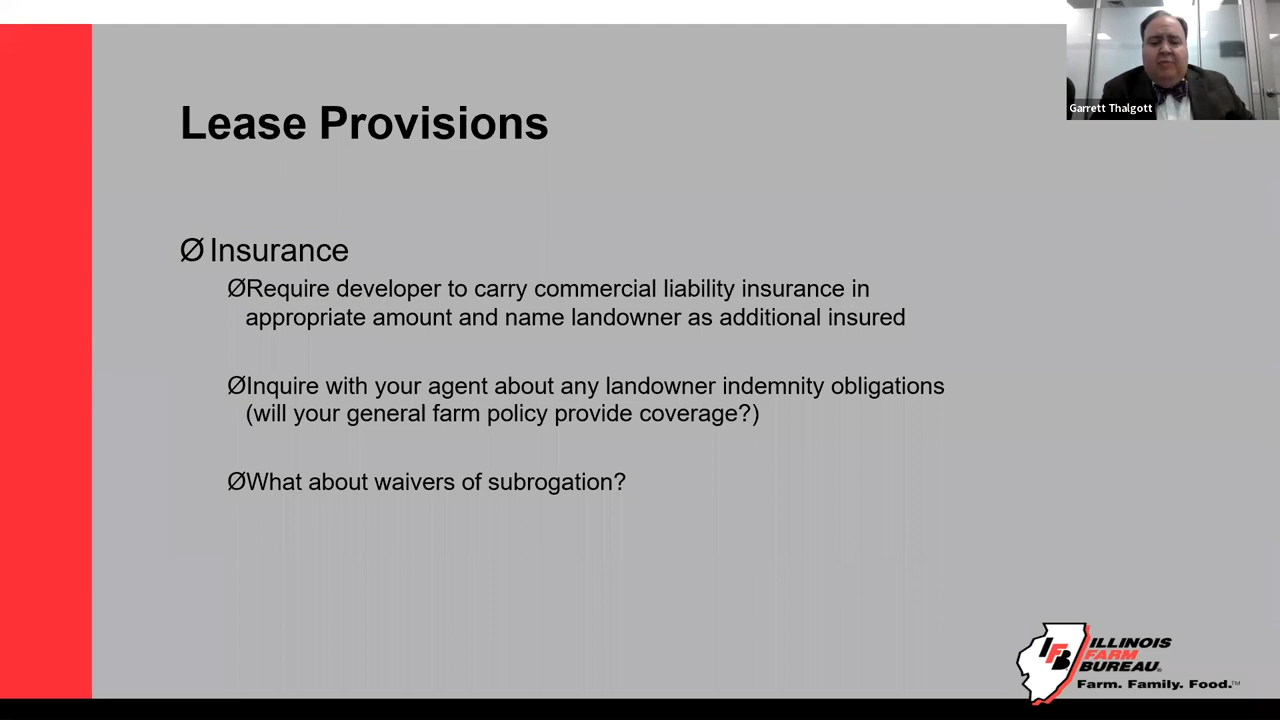 Garrett Thalgott
Lease Provisions
Ø Insurance
ØRequire developer to carry commercial liability insurance in
appropriate amount and name landowner as additional insured
ØInquire with your agent about any landowner indemnity obligations
(will your general farm policy provide coverage?)
ØWhat about waivers of subrogation?
IFB
ILLINOIS
FARM
BUREAU®
Farm. Family. Food.™